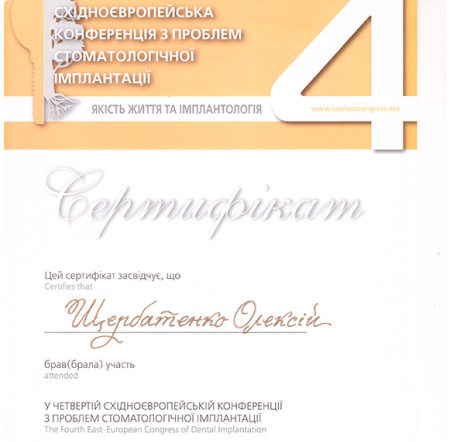 СХІДНОЄВРОПЕЙСЬКА
КОНФЕРЕНЦІЯ З ПРОБЛЕМ
СТОМАТОЛОГІЧНОЇ
ІМПЛАНТАЦІЇ
4
ЯКІСТЬ ЖИТТЯ ТА ІМПЛАНТОЛОГІЯ
www.implantcongress.net
Сертифікат
Цей сертифікат засвідчує, що
Certifies that
Щербатенко Олексій
брав(брала) участь
attended
У ЧЕТВЕРТІЙ СХІДНОЄВРОПЕЙСЬКІЙ КОНФЕРЕНЦІЇ
З ПРОБЛЕМ СТОМАТОЛОГІЧНОЇ ІМПЛАНТАЦІЇ
The Fourth East-European Congress of Dental Implantation